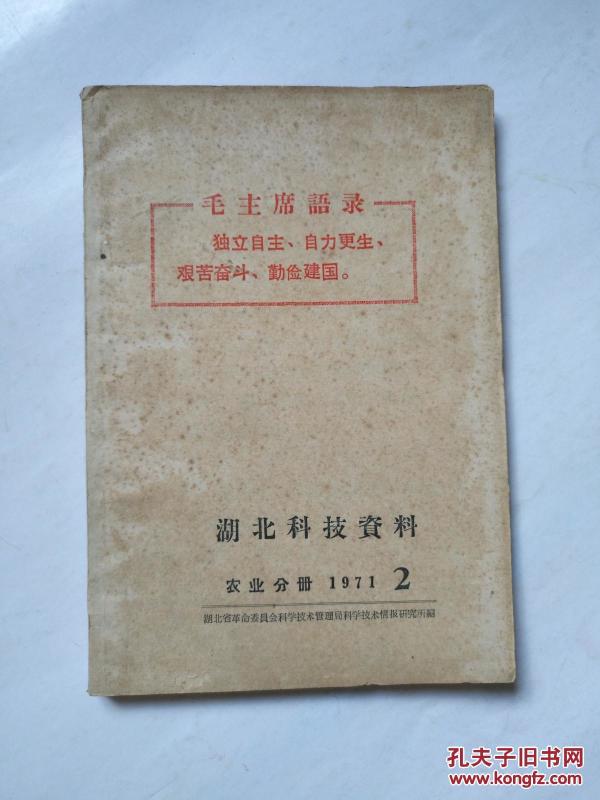 毛主席語录
独立自主、自力更生、
艰苦奋斗、勤俭建国。
湖北科技資料
农业分册 1971 2
湖北省革命委員会科学技术管理局科学技术情报研究所編
孔夫子旧书网
www.kongfz.com